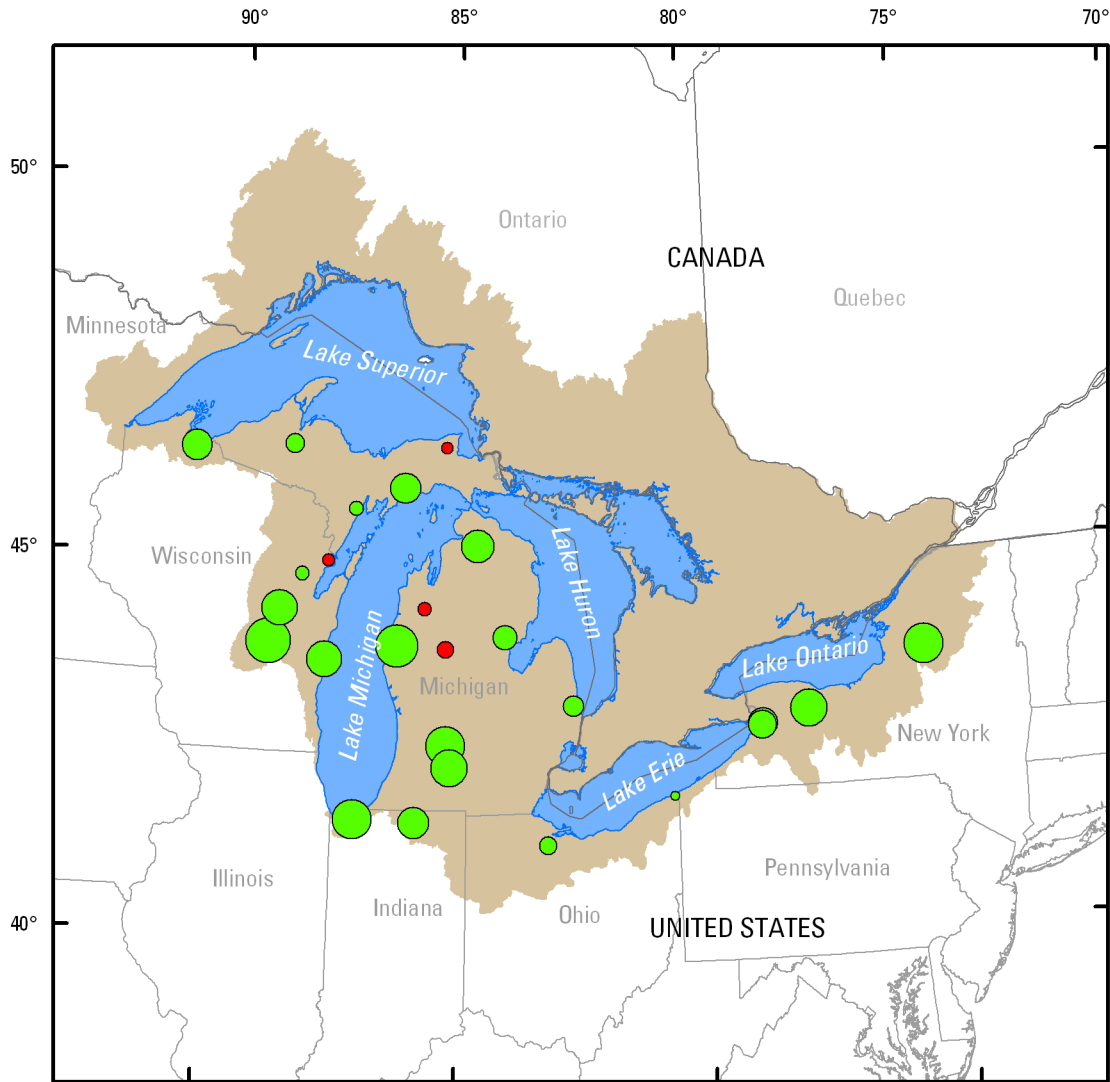 90° 85° 80° 75° 70°
50°
Ontario
CANADA
Quebec
Minnesota
Lake Superior
45°
Wisconsin
Lake Huron
Lake Michigan
Michigan
Lake Ontario
New York
Lake Erie
Pennsylvania
Illinois
Indiana
Ohio
40°
UNITED STATES